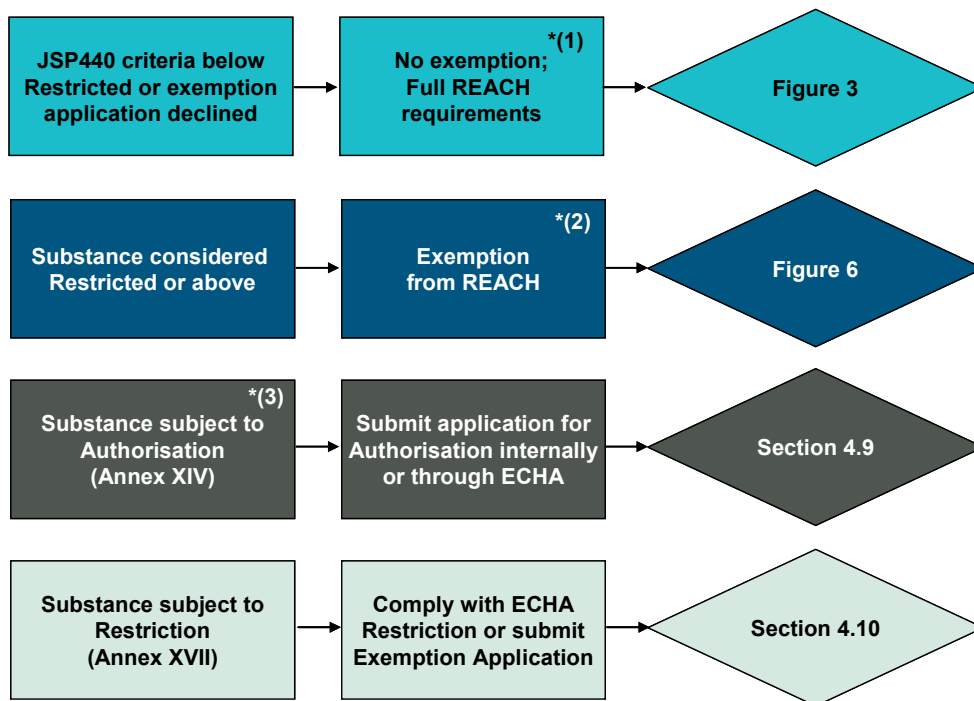 JSP440 criteria below
Restricted or exemption
application declined
*(1)
No exemption;
Full REACH
requirements
Figure 3
Substance considered
Restricted or above
*(2)
Exemption
from REACH
Figure 6
*(3)
Substance subject to
Authorisation
(Annex XIV)
Submit application for
Authorisation internally
or through ECHA
Section 4.9
Substance subject to
Restriction
(Annex XVII)
Comply with ECHA
Restriction or submit
Exemption Application
Section 4.10